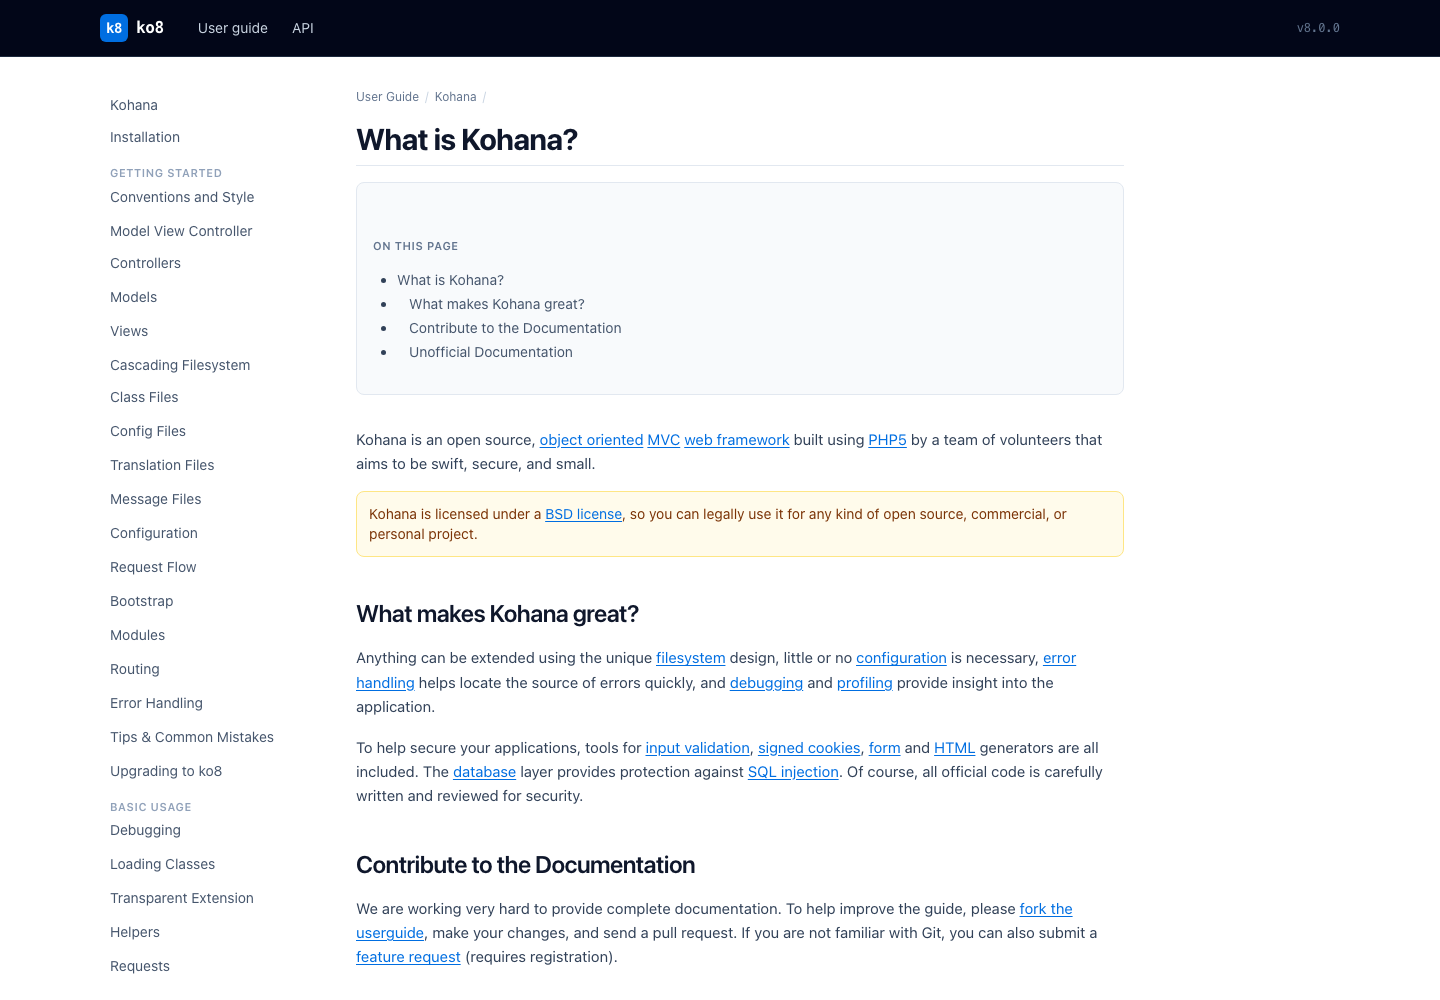 k8 ko8 User guide API v8.0.0
Kohana
Installation
GETTING STARTED
Conventions and Style
Model View Controller
Controllers
Models
Views
Cascading Filesystem
Class Files
Config Files
Translation Files
Message Files
Configuration
Request Flow
Bootstrap
Modules
Routing
Error Handling
Tips & Common Mistakes
Upgrading to ko8
BASIC USAGE
Debugging
Loading Classes
Transparent Extension
Helpers
Requests
User Guide / Kohana /
What is Kohana?
ON THIS PAGE
• What is Kohana?
• What makes Kohana great?
• Contribute to the Documentation
• Unofficial Documentation
Kohana is an open source, object oriented MVC web framework built using PHP5 by a team of volunteers that
aims to be swift, secure, and small.
Kohana is licensed under a BSD license, so you can legally use it for any kind of open source, commercial, or
personal project.
What makes Kohana great?
Anything can be extended using the unique filesystem design, little or no configuration is necessary, error
handling helps locate the source of errors quickly, and debugging and profiling provide insight into the
application.
To help secure your applications, tools for input validation, signed cookies, form and HTML generators are all
included. The database layer provides protection against SQL injection. Of course, all official code is carefully
written and reviewed for security.
Contribute to the Documentation
We are working very hard to provide complete documentation. To help improve the guide, please fork the
userguide, make your changes, and send a pull request. If you are not familiar with Git, you can also submit a
feature request (requires registration).